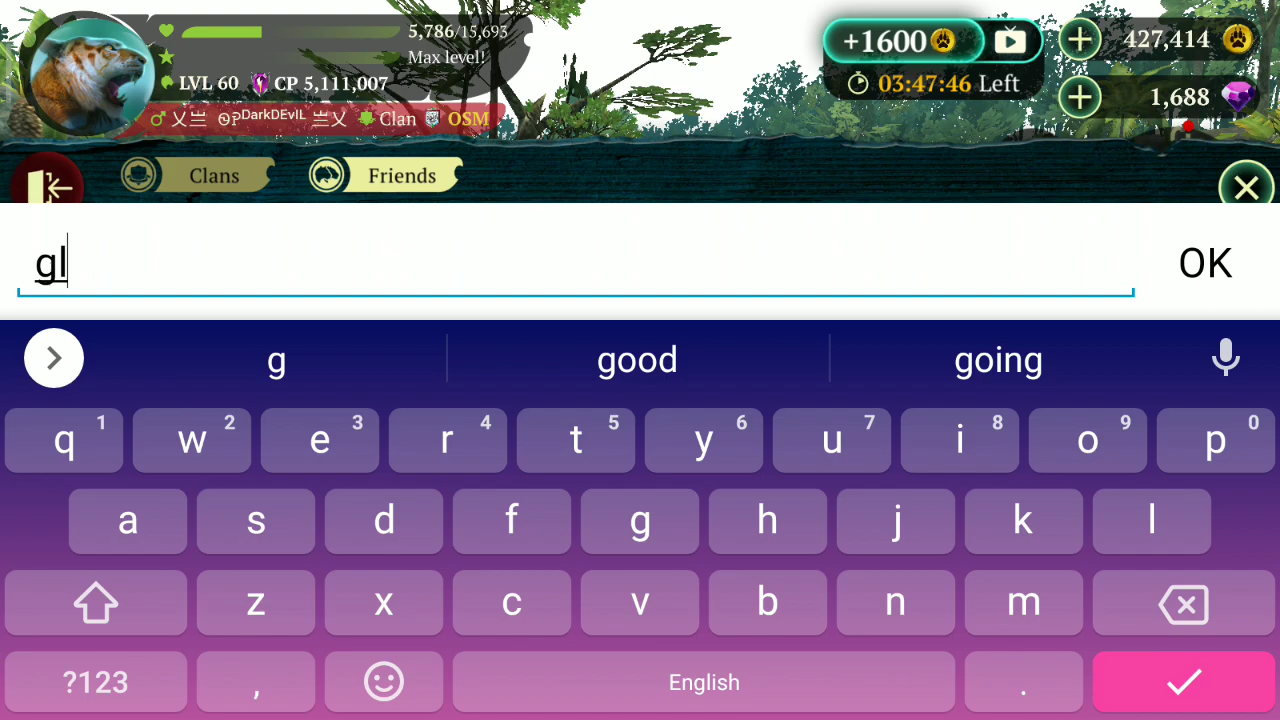 5,786/15,693
+1600
427,414
Max level!
LVL 60 CP 5,111,007
03:47:46 Left
1,688
Clan OSM
Clans Friends
gl
OK
g good going
q 1 w 2 e 3 r 4 t 5 y 6 u 7 i 8 o 9 p 0
a s d f g h j k l
z x c v b n m
?123 , English .